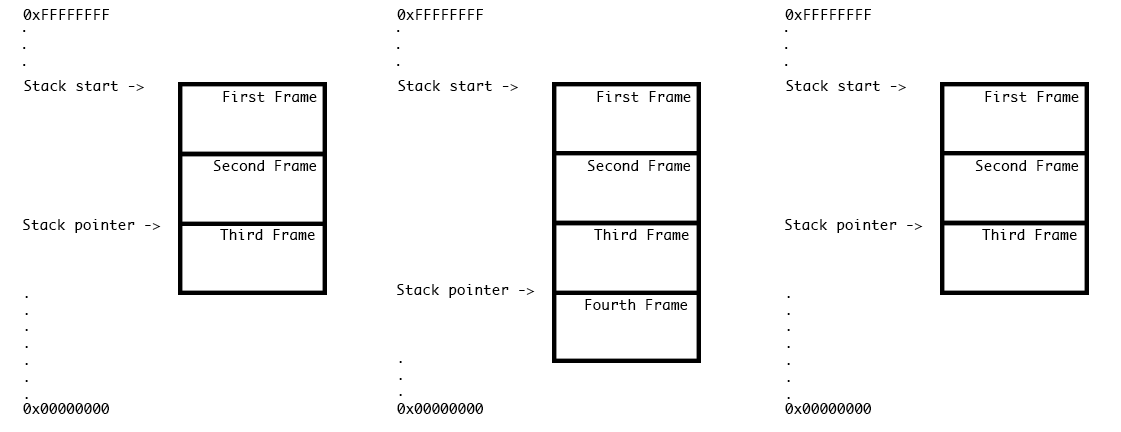 0xFFFFFFFF
.
.
.
Stack start ->
First Frame
Second Frame
Stack pointer ->
Third Frame
.
.
.
.
.
.
.
0x00000000
0xFFFFFFFF
.
.
.
Stack start ->
First Frame
Second Frame
Third Frame
Stack pointer ->
Fourth Frame
.
.
.
0x00000000
0xFFFFFFFF
.
.
.
Stack start ->
First Frame
Second Frame
Stack pointer ->
Third Frame
.
.
.
.
.
.
.
0x00000000